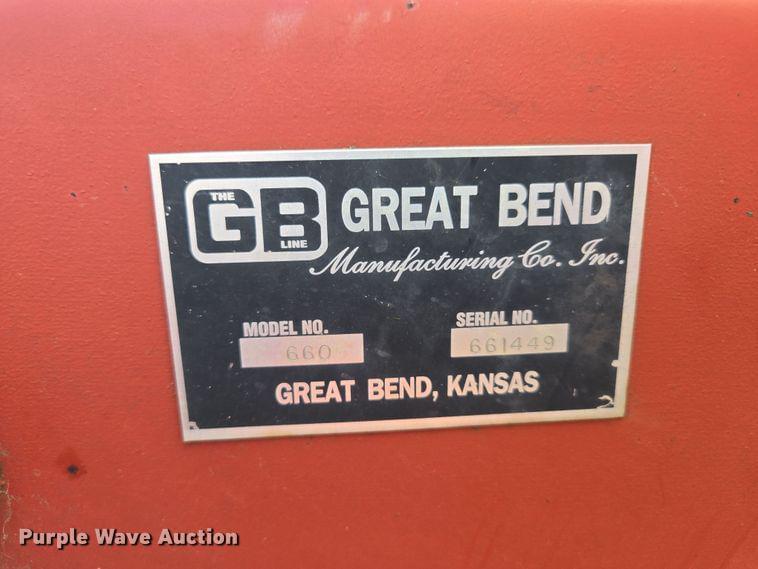 THE
GB
LINE
GREAT BEND
Manufacturing Co. Inc.
MODEL NO.
SERIAL NO.
660
661449
GREAT BEND, KANSAS
Purple Wave Auction